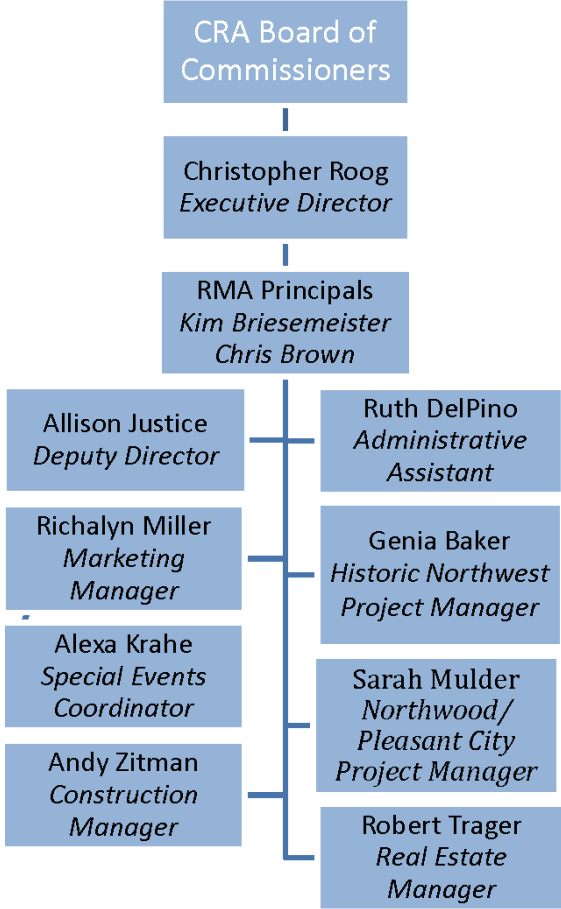 CRA Board of
Commissioners
Christopher Roog
Executive Director
RMA Principals
Kim Briesemeister
Chris Brown
Allison Justice
Deputy Director
Ruth DelPino
Administrative
Assistant
Richalyn Miller
Marketing
Manager
Genia Baker
Historic Northwest
Project Manager
Alexa Krahe
Special Events
Coordinator
Sarah Mulder
Northwood/
Pleasant City
Project Manager
Andy Zitman
Construction
Manager
Robert Trager
Real Estate
Manager